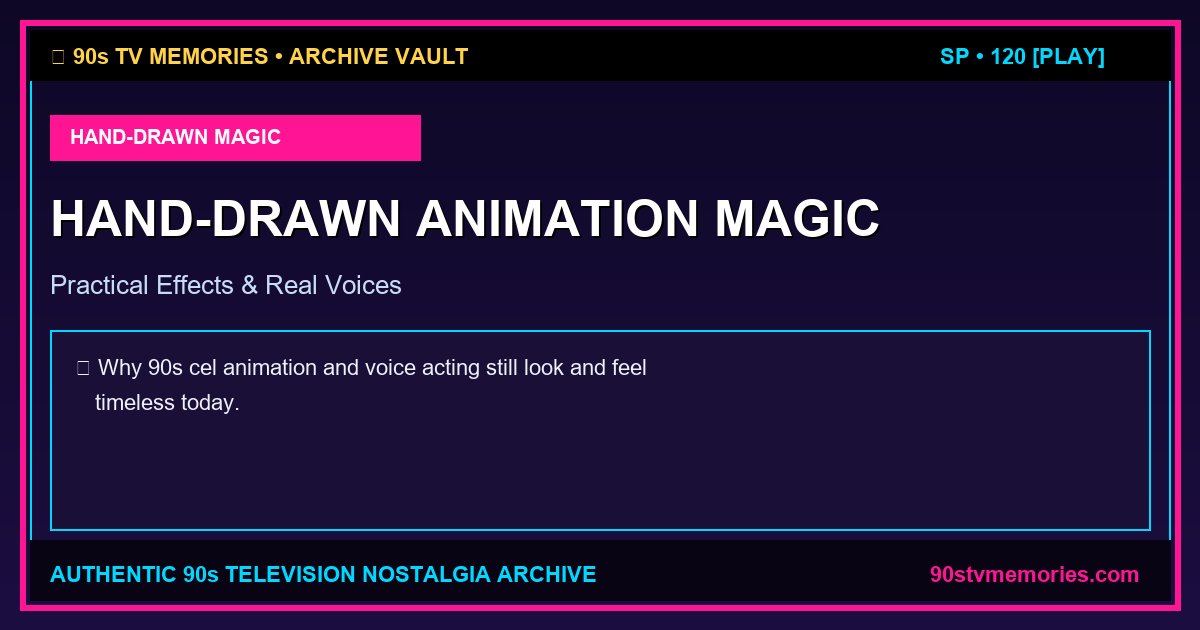 90s TV MEMORIES • ARCHIVE VAULT
SP • 120 [PLAY]
HAND-DRAWN MAGIC
HAND-DRAWN ANIMATION MAGIC
Practical Effects & Real Voices
Why 90s cel animation and voice acting still look and feel
timeless today.
AUTHENTIC 90s TELEVISION NOSTALGIA ARCHIVE
90stvmemories.com